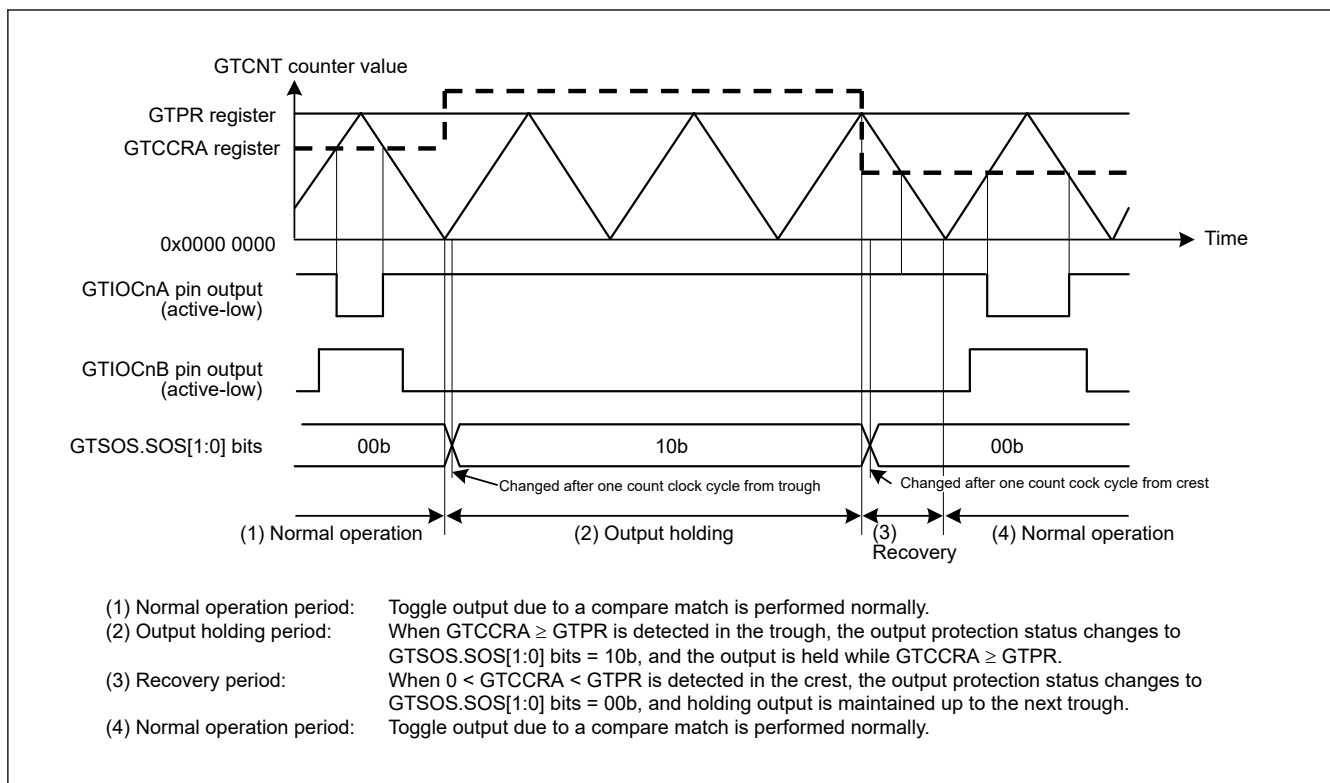 GTCNT counter value
GTPR register
GTCCRA register
0x0000 0000
Time
GTIOCnA pin output
(active-low)
GTIOCnB pin output
(active-low)
GTSOS.SOS[1:0] bits
00b
10b
00b
Changed after one count clock cycle from trough
Changed after one count cock cycle from crest
(1) Normal operation
(2) Output holding
(3)
Recovery
(4) Normal operation
(1) Normal operation period: Toggle output due to a compare match is performed normally.
(2) Output holding period: When GTCCRA ≥ GTPR is detected in the trough, the output protection status changes to
GTSOS.SOS[1:0] bits = 10b, and the output is held while GTCCRA ≥ GTPR.
(3) Recovery period: When 0 < GTCCRA < GTPR is detected in the crest, the output protection status changes to
GTSOS.SOS[1:0] bits = 00b, and holding output is maintained up to the next trough.
(4) Normal operation period: Toggle output due to a compare match is performed normally.